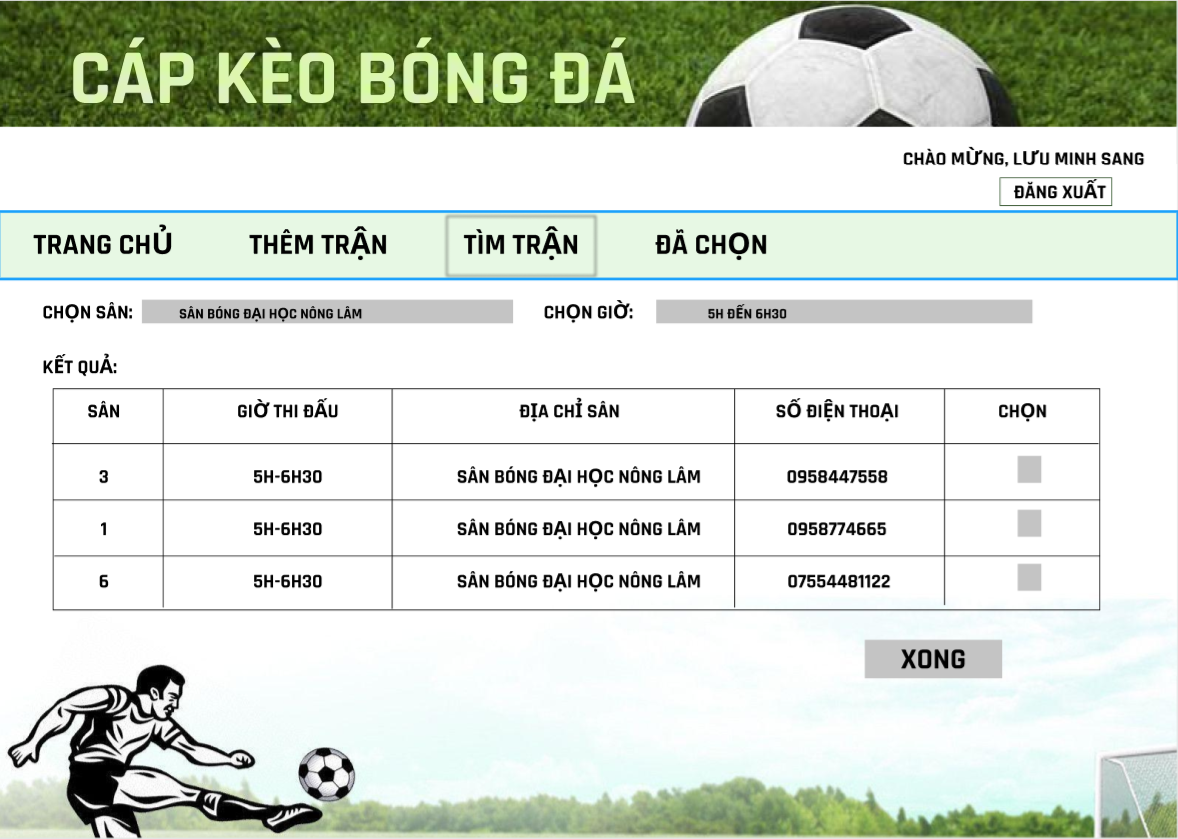 CÁP KÈO BÓNG ĐÁ
CHÀO MỪNG, LƯU MINH SANG
ĐĂNG XUẤT
TRANG CHỦ THÊM TRẬN TÌM TRẬN ĐÃ CHỌN
CHỌN SÂN: SÂN BÓNG ĐẠI HỌC NÔNG LÂM CHỌN GIỜ: 5H ĐẾN 6H30
KẾT QUẢ:
SÂN GIỜ THI ĐẤU ĐỊA CHỈ SÂN SỐ ĐIỆN THOẠI CHỌN
3 5H-6H30 SÂN BÓNG ĐẠI HỌC NÔNG LÂM 0958447558
1 5H-6H30 SÂN BÓNG ĐẠI HỌC NÔNG LÂM 0958774665
6 5H-6H30 SÂN BÓNG ĐẠI HỌC NÔNG LÂM 07554481122
XONG